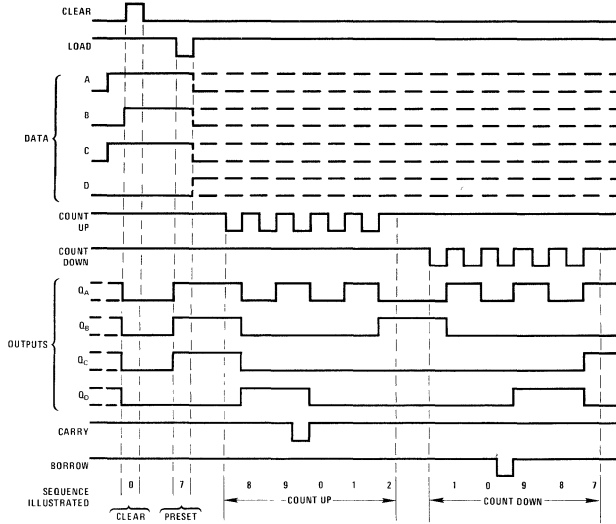 CLEAR
LOAD
DATA
A
B
C
D
COUNT
UP
COUNT
DOWN
OUTPUTS
QA
QB
QC
QD
CARRY
BORROW
SEQUENCE
ILLUSTRATED
0 7 8 9 0 1 2 1 0 9 8 7
CLEAR PRESET COUNT UP COUNT DOWN